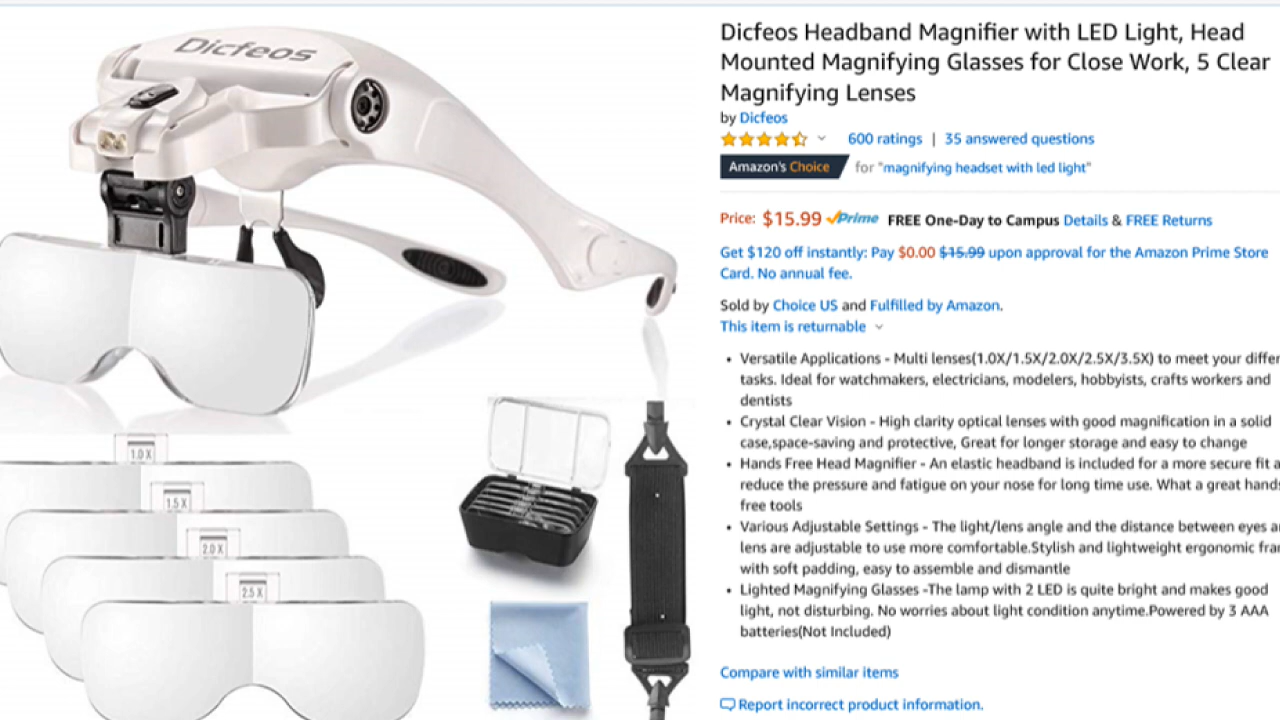 Dicfeos
1.0 X
1.5 X
2.0 X
2.5 X
Dicfeos Headband Magnifier with LED Light, Head
Mounted Magnifying Glasses for Close Work, 5 Clear
Magnifying Lenses
by Dicfeos
600 ratings | 35 answered questions
Amazon's Choice for "magnifying headset with led light"
Price: $15.99 Prime FREE One-Day to Campus Details & FREE Returns
Get $120 off instantly: Pay $0.00 $15.99 upon approval for the Amazon Prime Store
Card. No annual fee.
Sold by Choice US and Fulfilled by Amazon.
This item is returnable
• Versatile Applications - Multi lenses(1.0X/1.5X/2.0X/2.5X/3.5X) to meet your differ
tasks. Ideal for watchmakers, electricians, modelers, hobbyists, crafts workers and
dentists
• Crystal Clear Vision - High clarity optical lenses with good magnification in a solid
case,space-saving and protective, Great for longer storage and easy to change
• Hands Free Head Magnifier - An elastic headband is included for a more secure fit a
reduce the pressure and fatigue on your nose for long time use. What a great hands
free tools
• Various Adjustable Settings - The light/lens angle and the distance between eyes a
lens are adjustable to use more comfortable.Stylish and lightweight ergonomic fra
with soft padding, easy to assemble and dismantle
• Lighted Magnifying Glasses -The lamp with 2 LED is quite bright and makes good
light, not disturbing. No worries about light condition anytime.Powered by 3 AAA
batteries(Not Included)
Compare with similar items
Report incorrect product information.